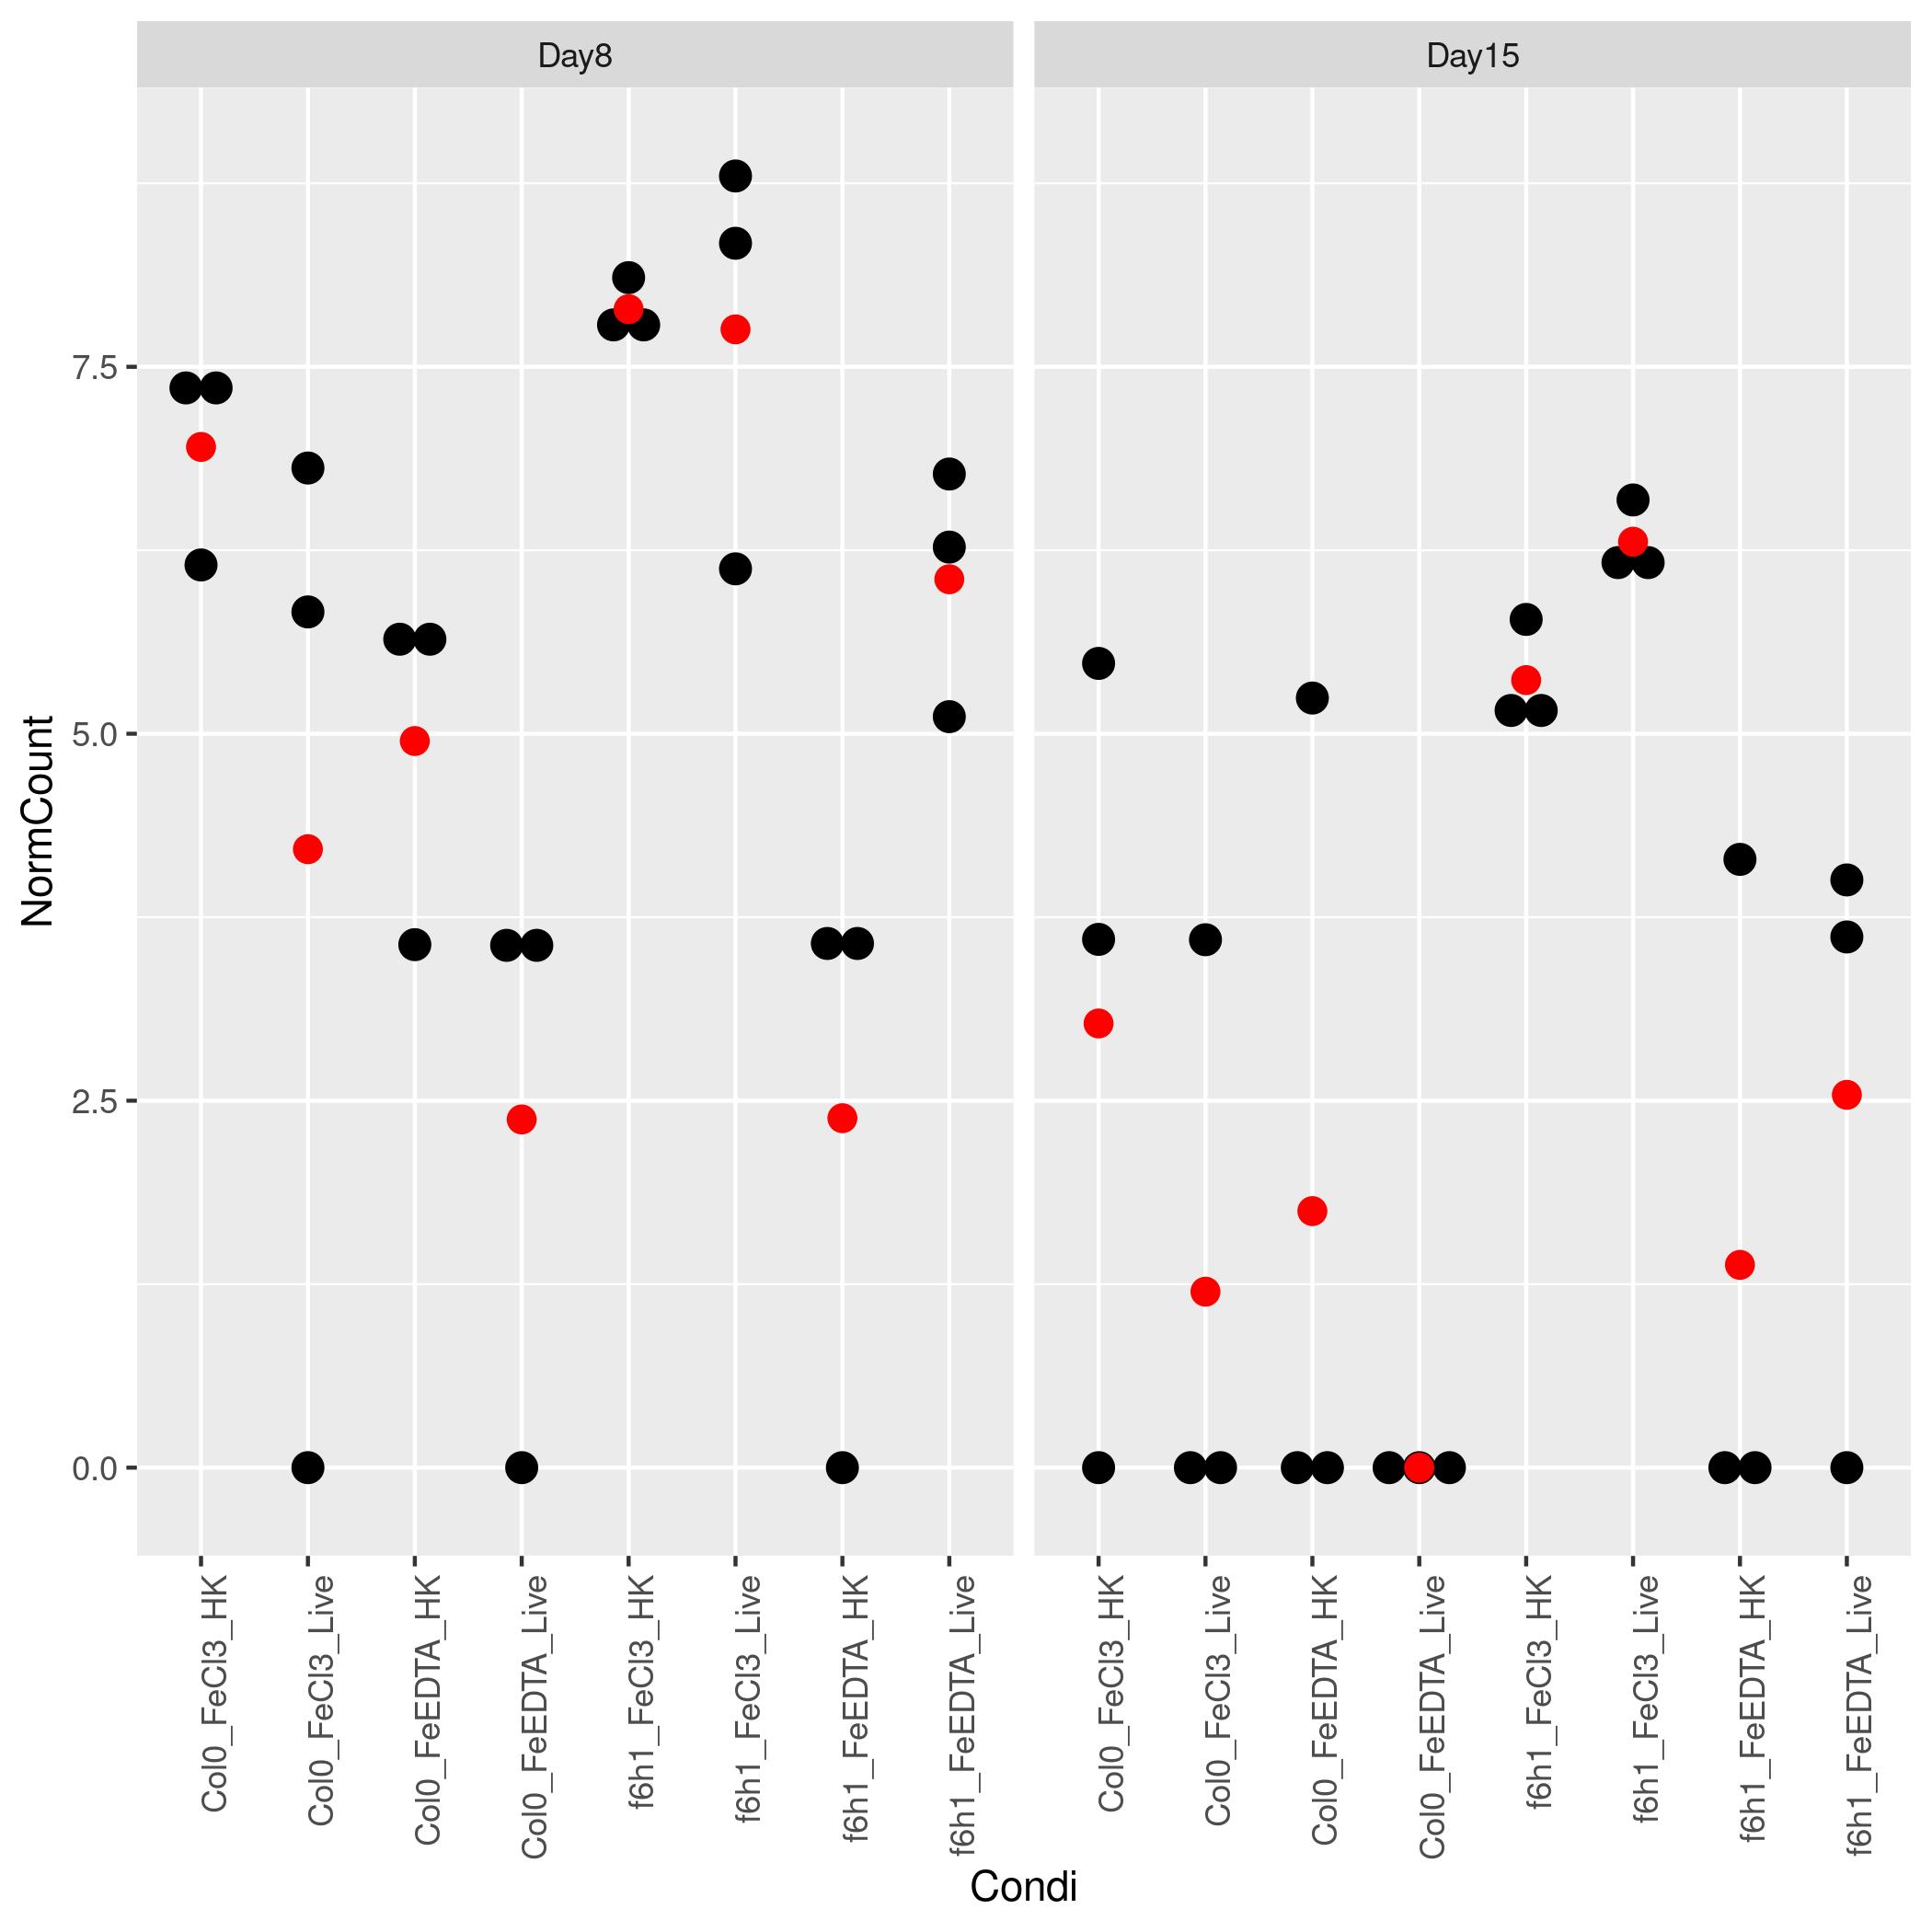 Day8
Day15
NormCount
7.5
5.0
2.5
0.0
Col0_FeCl3_HK
Col0_FeCl3_Live
Col0_FeEDTA_HK
Col0_FeEDTA_Live
f6h1_FeCl3_HK
f6h1_FeCl3_Live
f6h1_FeEDTA_HK
f6h1_FeEDTA_Live
Col0_FeCl3_HK
Col0_FeCl3_Live
Col0_FeEDTA_HK
Col0_FeEDTA_Live
f6h1_FeCl3_HK
f6h1_FeCl3_Live
f6h1_FeEDTA_HK
f6h1_FeEDTA_Live
Condi